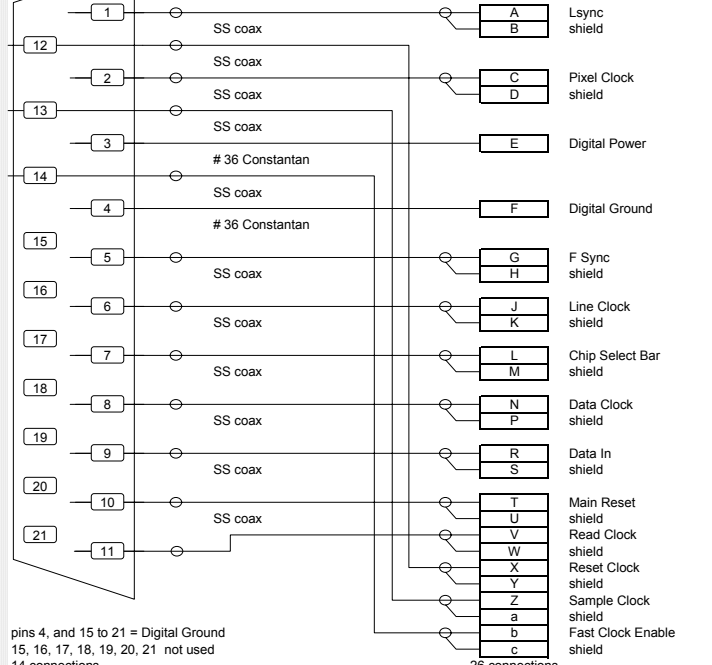 1 A Lsync
SS coax B shield
12
SS coax
2 C Pixel Clock
SS coax D shield
13
SS coax
3 E Digital Power
# 36 Constantan
14
SS coax
4 F Digital Ground
# 36 Constantan
15
5 G F Sync
SS coax H shield
16
6 J Line Clock
SS coax K shield
17
7 L Chip Select Bar
SS coax M shield
18
8 N Data Clock
SS coax P shield
19
9 R Data In
SS coax S shield
20
10 T Main Reset
SS coax U shield
21 V Read Clock
11 W shield
X Reset Clock
Y shield
Z Sample Clock
a shield
pins 4, and 15 to 21 = Digital Ground b Fast Clock Enable
15, 16, 17, 18, 19, 20, 21 not used c shield
14 connections 26 connections